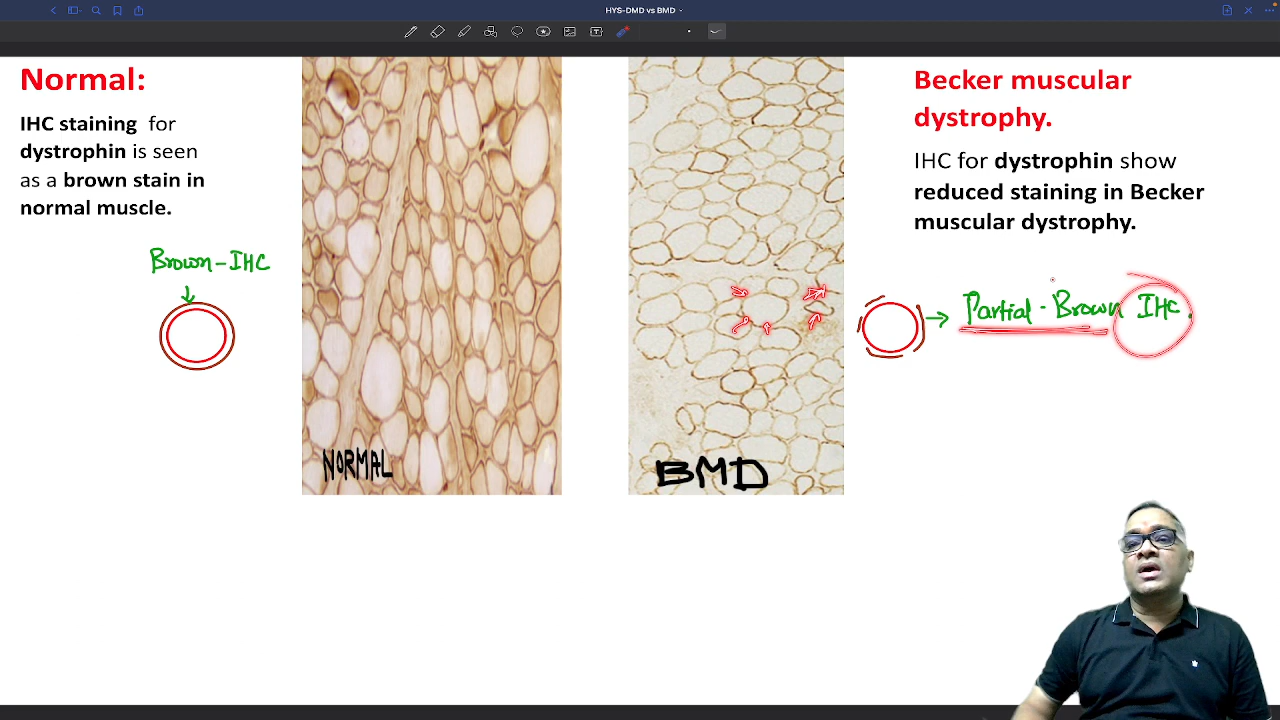 HYS-DMD vs BMD
Normal:
IHC staining for
dystrophin is seen
as a brown stain in
normal muscle.
Brown-IHC
NORMAL
BMD
Becker muscular
dystrophy.
IHC for dystrophin show
reduced staining in Becker
muscular dystrophy.
Partial-Brown IHC.